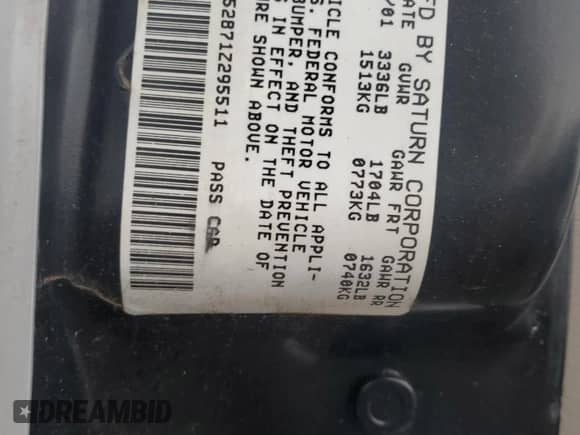 FD BY SATURN CORPORATION
ATE GVWR GAWR FRT GAWR RR
/01 3336LB 1704LB 1632LB
1513KG 0773KG 0740KG
ICLE CONFORMS TO ALL APPLI-
S. FEDERAL MOTOR VEHICLE
BUMPER, AND THEFT PREVENTION
S IN EFFECT ON THE DATE OF
URE SHOWN ABOVE.
52871Z295511 PASS CAR
DREAMBID